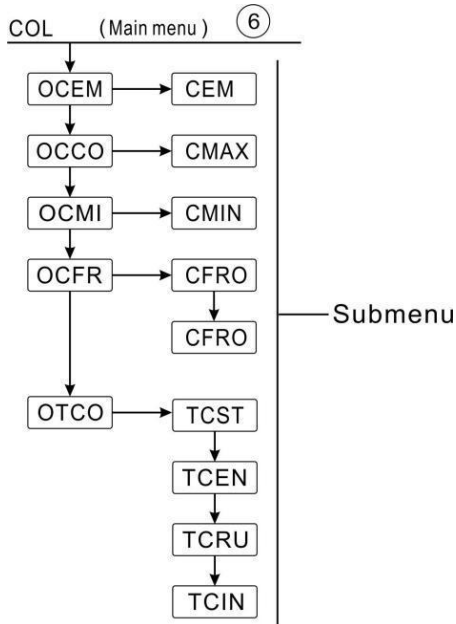 COL (Main menu) 6
OCEM CEM
OCCO CMAX
OCMI CMIN
OCFR CFRO
CFRO
Submenu
OTCO TCST
TCEN
TCRU
TCIN